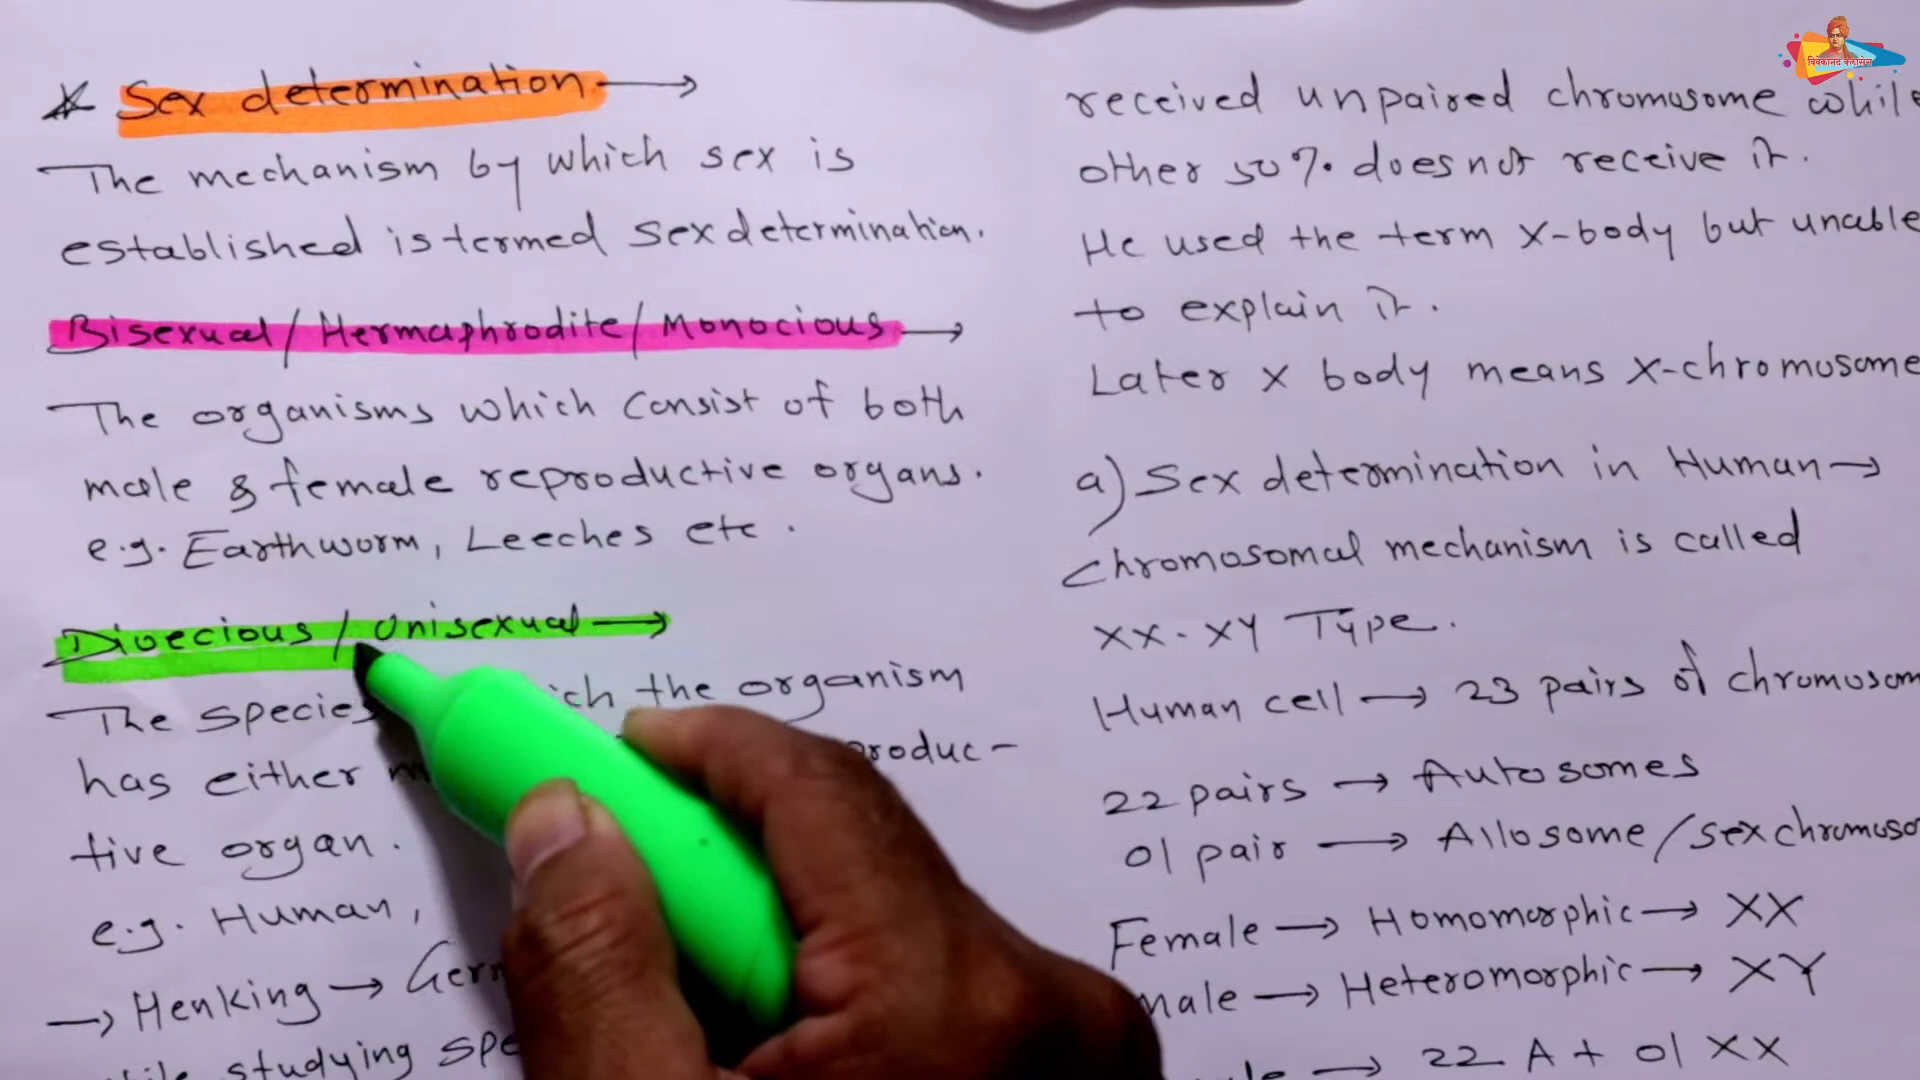 Sex determination →
The mechanism by which sex is
established is termed sex determination.
Bisexual / Hermaphrodite / Monocious →
The organisms which consist of both
male & female reproductive organs.
e.g. Earthworm, Leeches etc.
Dioecious / Unisexual →
The species ich the organism
has either produc-
tive organ.
e.g. Human,
→ Henking → Germ
studying spe
विवेकानंद क्लासेस
received unpaired chromosome while
other 50% does not receive it.
He used the term X-body but unable
to explain it.
Later X body means X-chromosome
a) Sex determination in Human →
Chromosomal mechanism is called
XX - XY Type.
Human cell → 23 pairs of chromosom
22 pairs → Autosomes
01 pair → Allosome / sex chromoso
Female → Homomorphic → XX
male → Heteromorphic → XY
→ 22 A + 01 XX